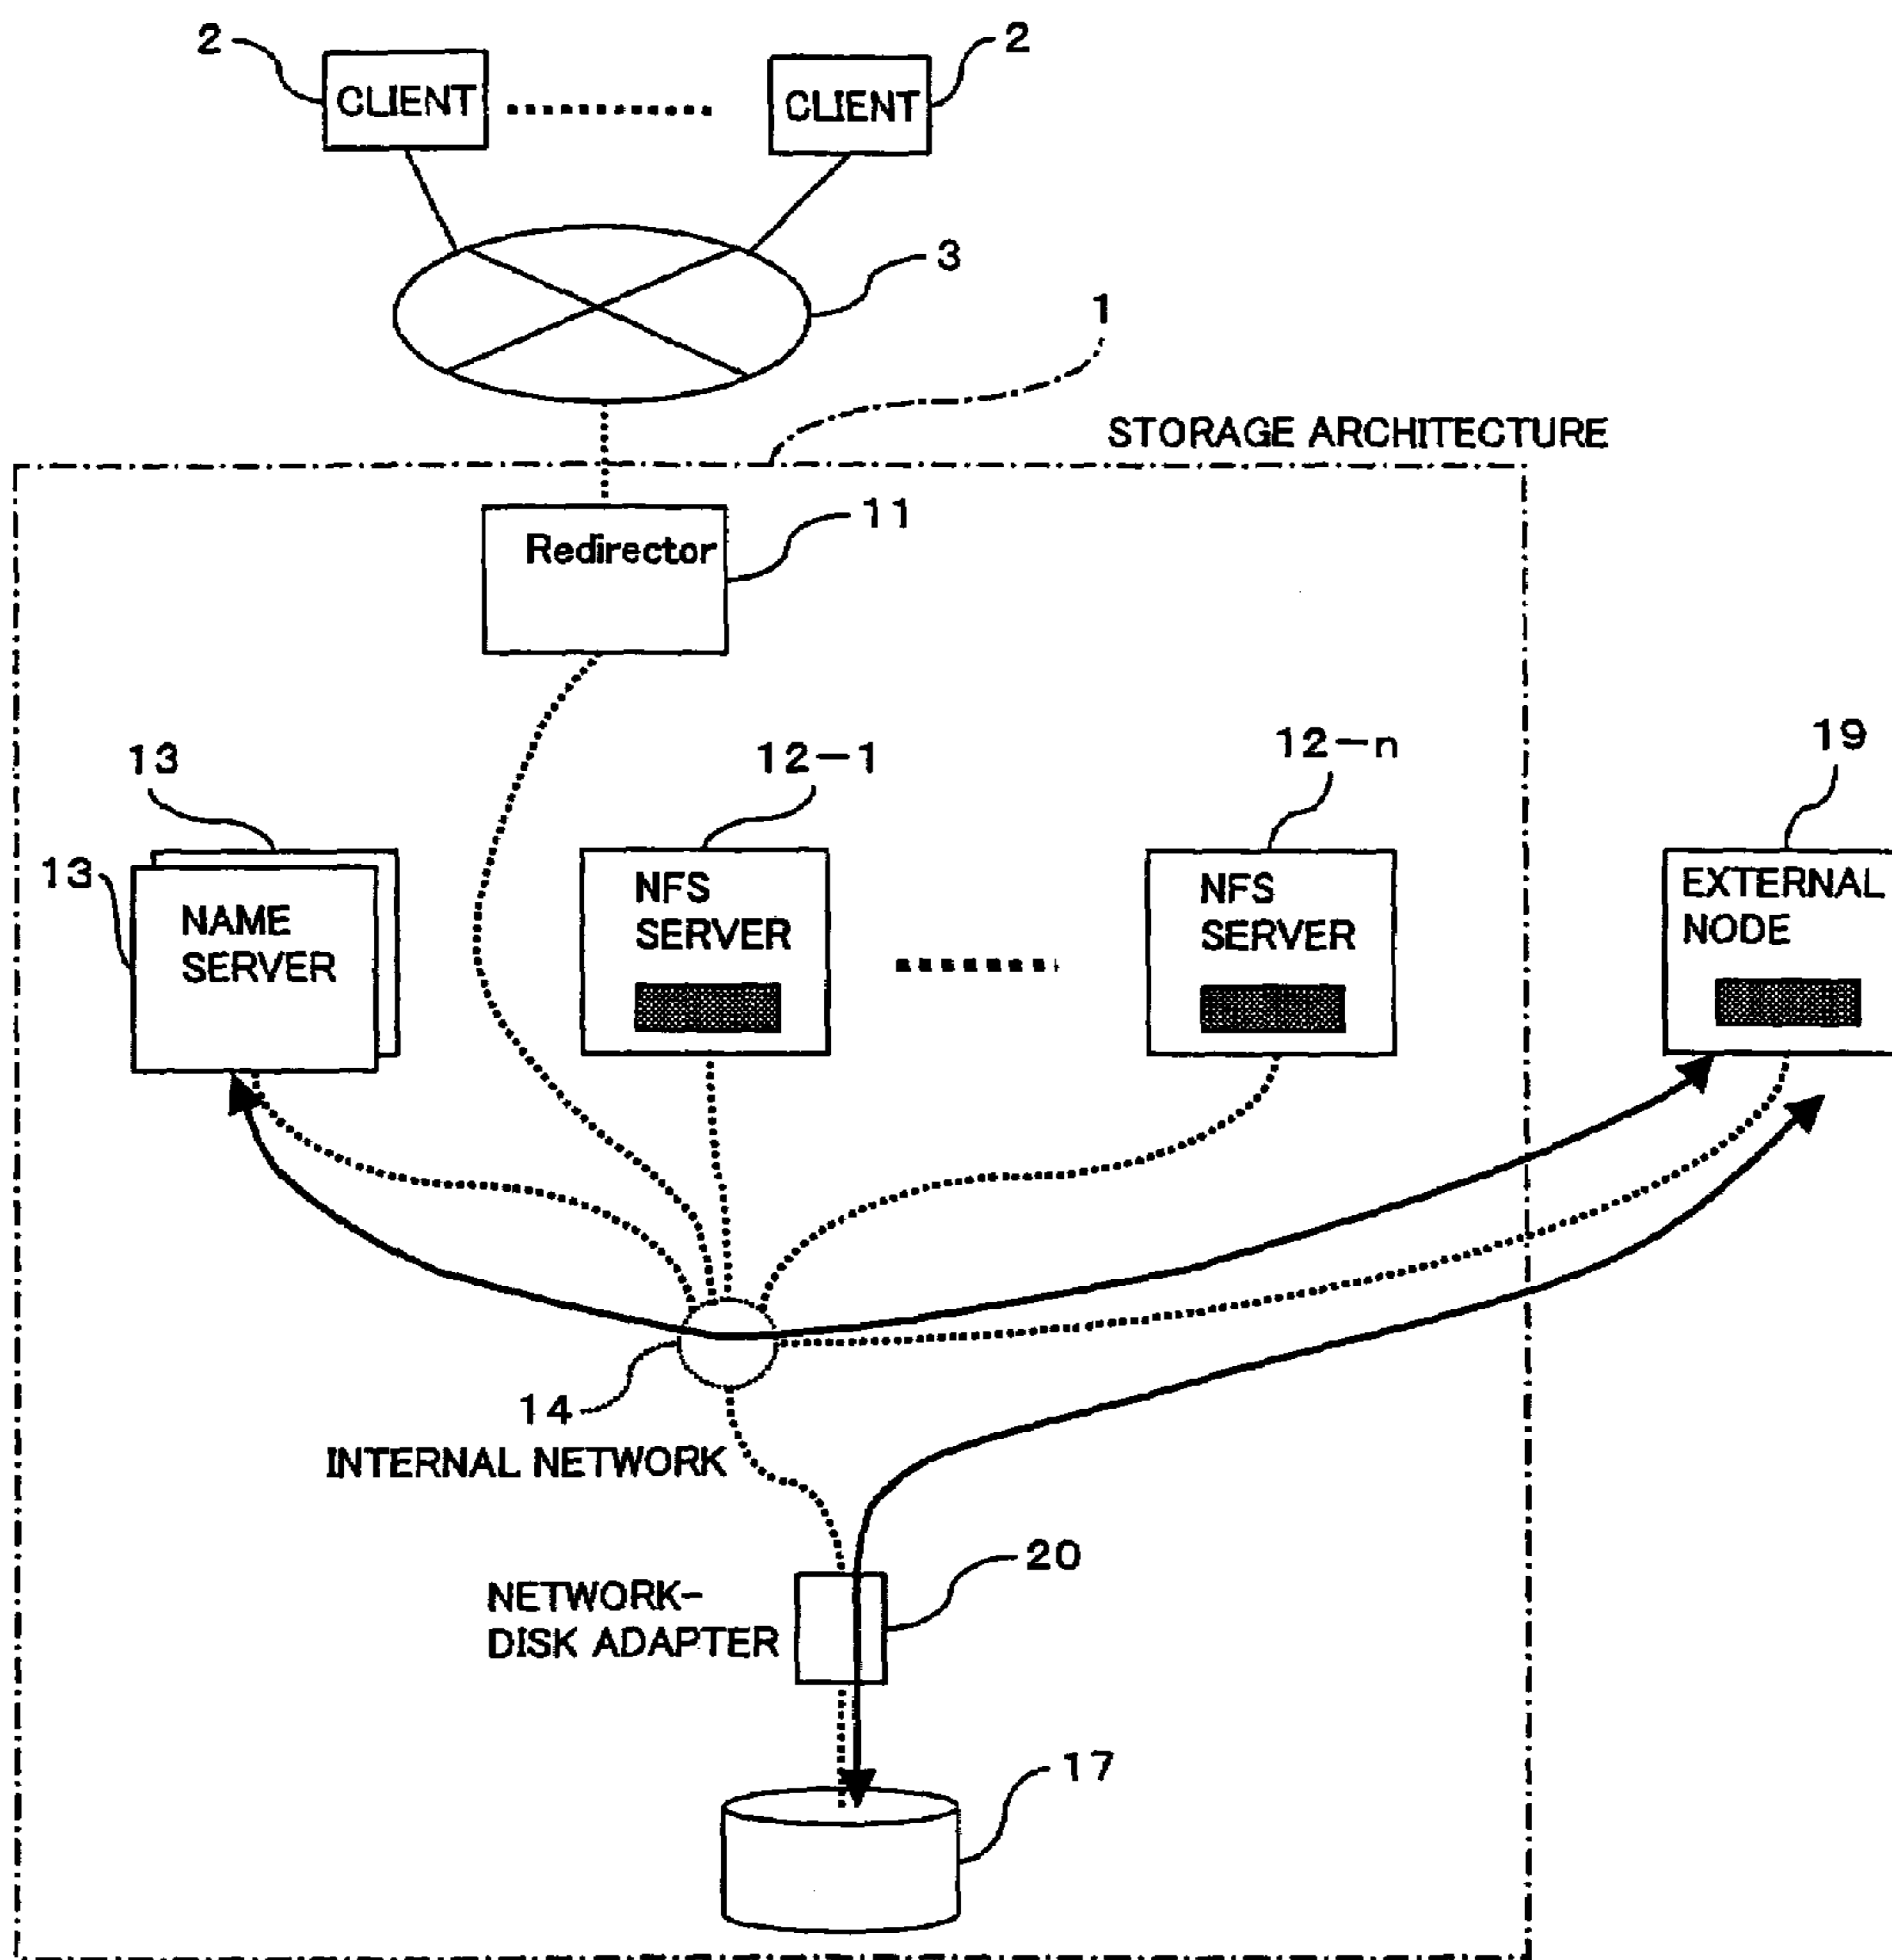 2
CLIENT
CLIENT
2
3
1
STORAGE ARCHITECTURE
Redirector
11
13
12-1
12-n
19
13
NAME
SERVER
NFS
SERVER
NFS
SERVER
EXTERNAL
NODE
14
INTERNAL NETWORK
20
NETWORK-
DISK ADAPTER
17